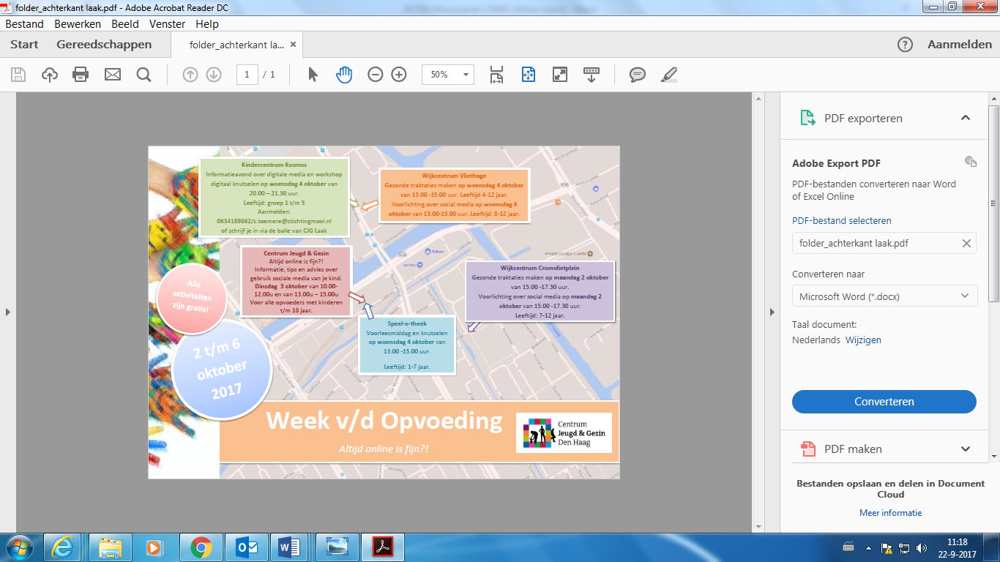 folder_achterkant laak.pdf - Adobe Acrobat Reader DC
Bestand Bewerken Beeld Venster Help
Start Gereedschappen folder_achterkant la... × Aanmelden
1 / 1 50%
Kindercentrum Kosmos
Informatieavond over digitale media en workshop
digitaal knutselen op woensdag 4 oktober van
20.00 – 21.30 uur.
Leeftijd: groep 1 t/m 5
Aanmelden:
0634189862/c.toemere@stichtingmooi.nl
of schrijf je in via de balie van CJG Laak
Wijkcentrum Vliethage
Gezonde traktaties maken op woensdag 4 oktober
van 13.00 -15.00 uur. Leeftijd 4-12 jaar.
Voorlichting over social media op woensdag 4
oktober van 13.00-15.00 uur. Leeftijd: 8-12 jaar.
Centrum Jeugd & Gezin
Altijd online is fijn?!
Informatie, tips en advies over
gebruik sociale media van je kind.
Dinsdag 3 oktober van 10.00-
12.00u en van 13.00u – 15.00u
Voor alle opvoeders met kinderen
t/m 18 jaar.
Action
Wijkcentrum Cromvlietplein
Gezonde traktaties maken op maandag 2 oktober
van 15.00 -17.30 uur.
Voorlichting over social media op maandag 2
oktober van 15.00 -17.30 uur.
Leeftijd: 7-12 jaar.
Speel-o-theek
Voorleesmiddag en knutselen
op woensdag 4 oktober van
13.00 -15.00 uur.
Leeftijd: 1-7 jaar.
Alle
activiteiten
zijn gratis!
2 t/m 6
oktober
2017
Week v/d Opvoeding
Altijd online is fijn?!
Centrum
Jeugd & Gezin
Den Haag
PDF exporteren
Adobe Export PDF
PDF-bestanden converteren naar Word
of Excel Online
PDF-bestand selecteren
folder_achterkant laak.pdf
Converteren naar
Microsoft Word (*.docx)
Taal document:
Nederlands Wijzigen
Converteren
PDF maken
Bestanden opslaan en delen in Document
Cloud
Meer informatie
11:18
22-9-2017